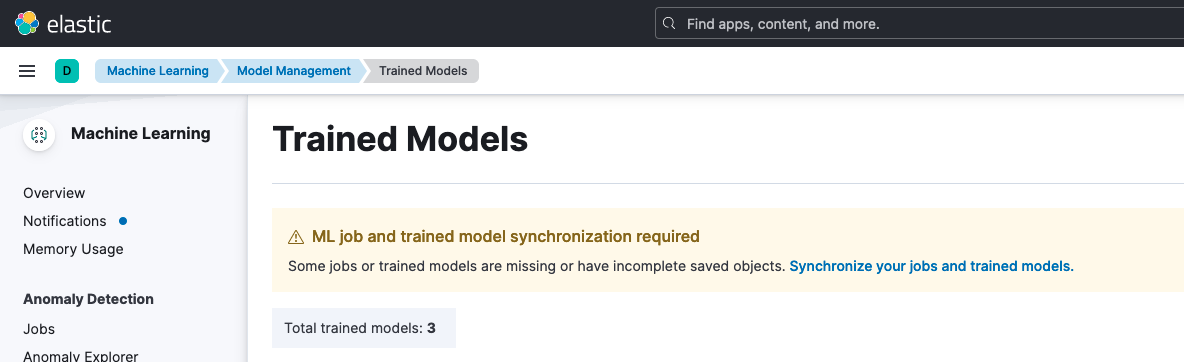 elastic
Find apps, content, and more.
D
Machine Learning
Model Management
Trained Models
Machine Learning
Overview
Notifications
Memory Usage
Anomaly Detection
Jobs
Anomaly Explorer
Trained Models
ML job and trained model synchronization required
Some jobs or trained models are missing or have incomplete saved objects. Synchronize your jobs and trained models.
Total trained models: 3